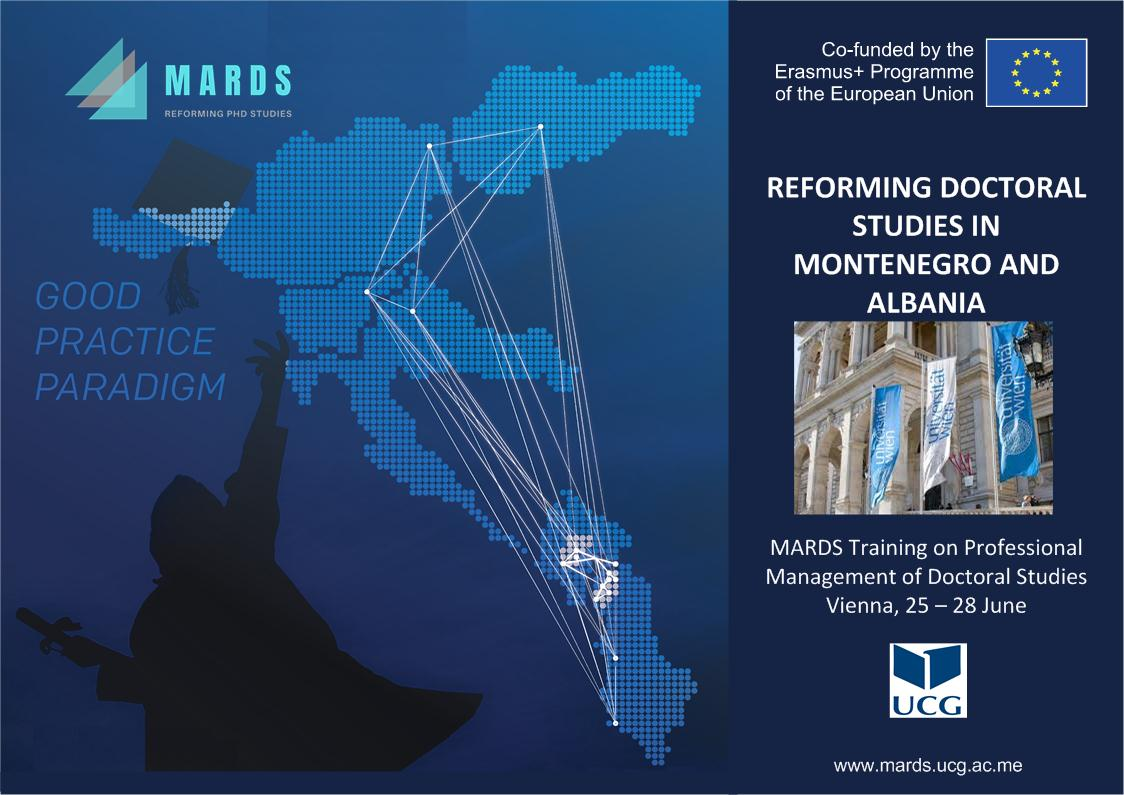 MARDS
REFORMING PHD STUDIES
GOOD
PRACTICE
PARADIGM
Co-funded by the
Erasmus+ Programme
of the European Union
REFORMING DOCTORAL
STUDIES IN
MONTENEGRO AND
ALBANIA
universität
wien
universität
wien
universität
wien
MARDS Training on Professional
Management of Doctoral Studies
Vienna, 25 – 28 June
UCG
www.mards.ucg.ac.me